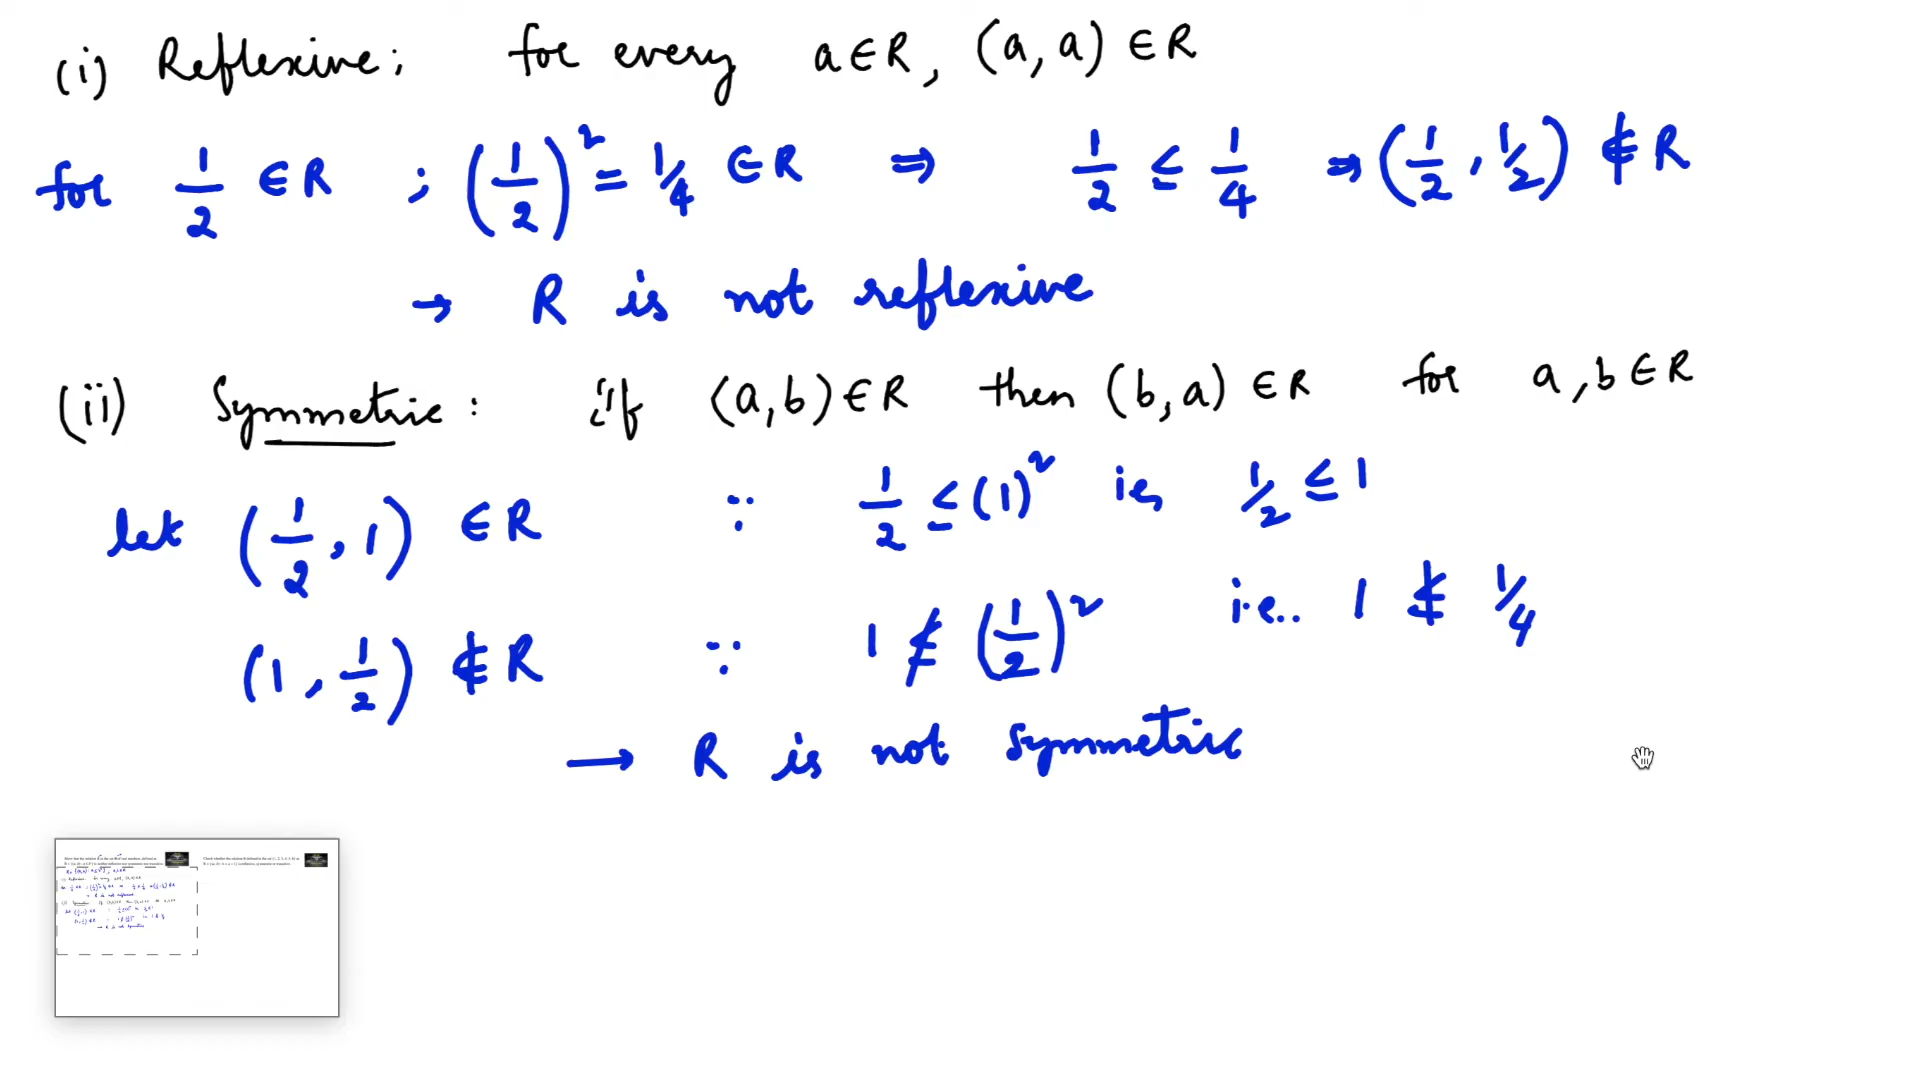 (i) Reflexive; for every a ∈ R, (a, a) ∈ R
for 1/2 ∈ R ; (1/2)² = 1/4 ∈ R ⇒ 1/2 ≤ 1/4 ⇒ (1/2, 1/2) ∉ R
→ R is not reflexive
(ii) Symmetric : if (a, b) ∈ R then (b, a) ∈ R for a, b ∈ R
let (1/2, 1) ∈ R ∵ 1/2 ≤ (1)² ie, 1/2 ≤ 1
(1, 1/2) ∉ R ∵ 1 ≰ (1/2)² i.e.. 1 ≰ 1/4
→ R is not symmetric